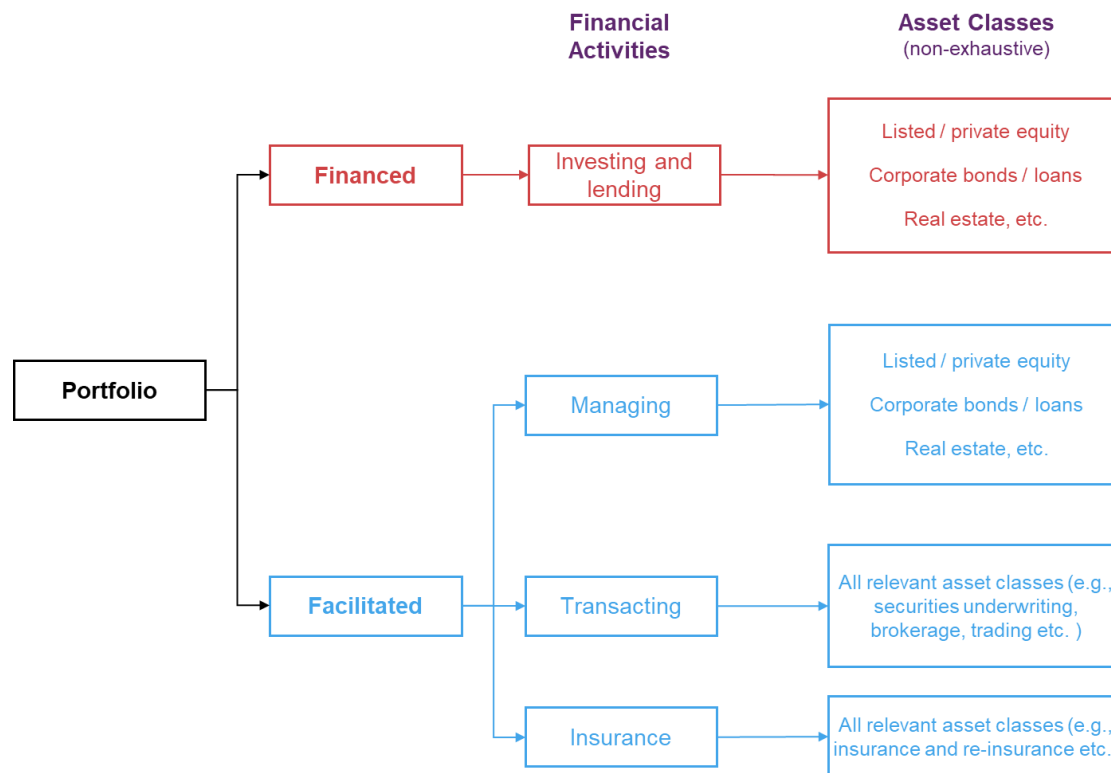 Financial
Activities
Asset Classes
(non-exhaustive)
Financed
Investing and
lending
Listed / private equity
Corporate bonds / loans
Real estate, etc.
Portfolio
Managing
Listed / private equity
Corporate bonds / loans
Real estate, etc.
Facilitated
Transacting
All relevant asset classes (e.g.,
securities underwriting,
brokerage, trading etc. )
Insurance
All relevant asset classes (e.g.,
insurance and re-insurance etc.